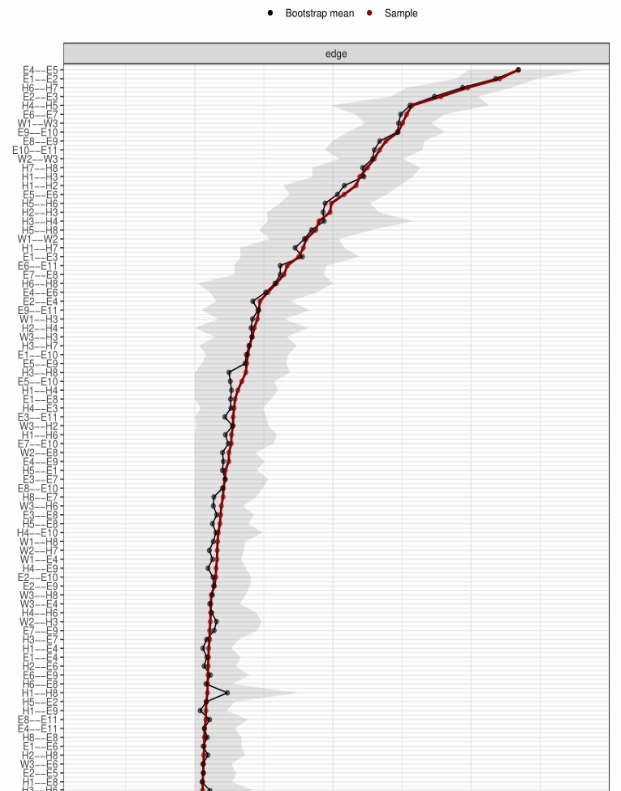 Bootstrap mean Sample
edge
E4--E5
E1--E2
H6--H7
E2--E3
H4--H5
E6--E7
W1--W3
E9--E10
E8--E9
E10--E11
W2--W3
H7--H8
H1--H3
H1--H2
E5--E6
H5--H6
H2--H3
H3--H4
H5--H8
W1--W2
H1--H7
E1--E3
E6--E11
E7--E8
H6--H8
E4--E6
E2--E4
E9--E11
W1--H3
H2--H4
W3--H3
H3--H7
E1--E10
E5--E9
H3--H8
E5--E10
H1--H4
E1--E8
H4--E3
E3--E11
W3--H2
H1--H6
E7--E10
W2--E8
E4--E9
H5--E1
E3--E7
E8--E10
H8--E7
W3--H6
E3--E8
H5--E8
H4--E10
W1--H8
W2--H7
W1--E4
H4--E9
E2--E10
E2--E9
W3--H8
W3--E4
H4--H6
W2--H3
E7--E9
H3--E7
H1--E4
E1--E4
H2--E6
E6--E9
H6--E8
H1--H8
H5--E2
H1--E9
E8--E11
E4--E11
H8--E8
E1--E6
H2--H8
W3--E6
E2--E5
H1--E8